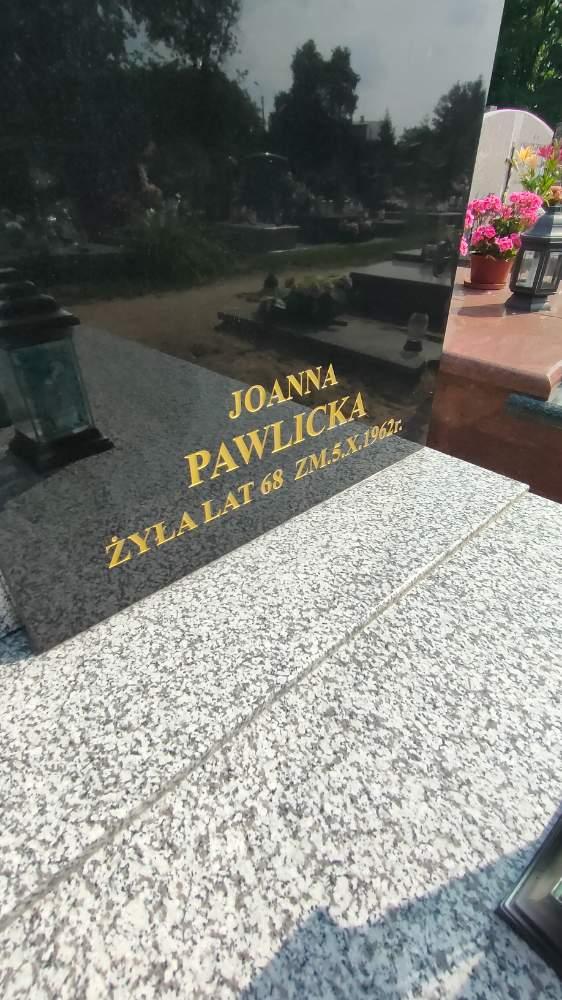 JOANNA
PAWLICKA
ŻYŁA LAT 68 ZM.5.X.1962r.